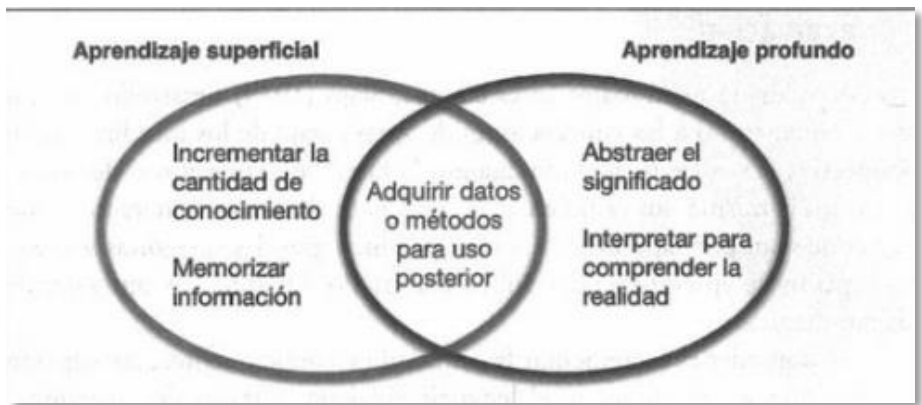 Aprendizaje superficial
Aprendizaje profundo
Incrementar la
cantidad de
conocimiento
Memorizar
información
Adquirir datos
o métodos
para uso
posterior
Abstraer el
significado
Interpretar para
comprender la
realidad